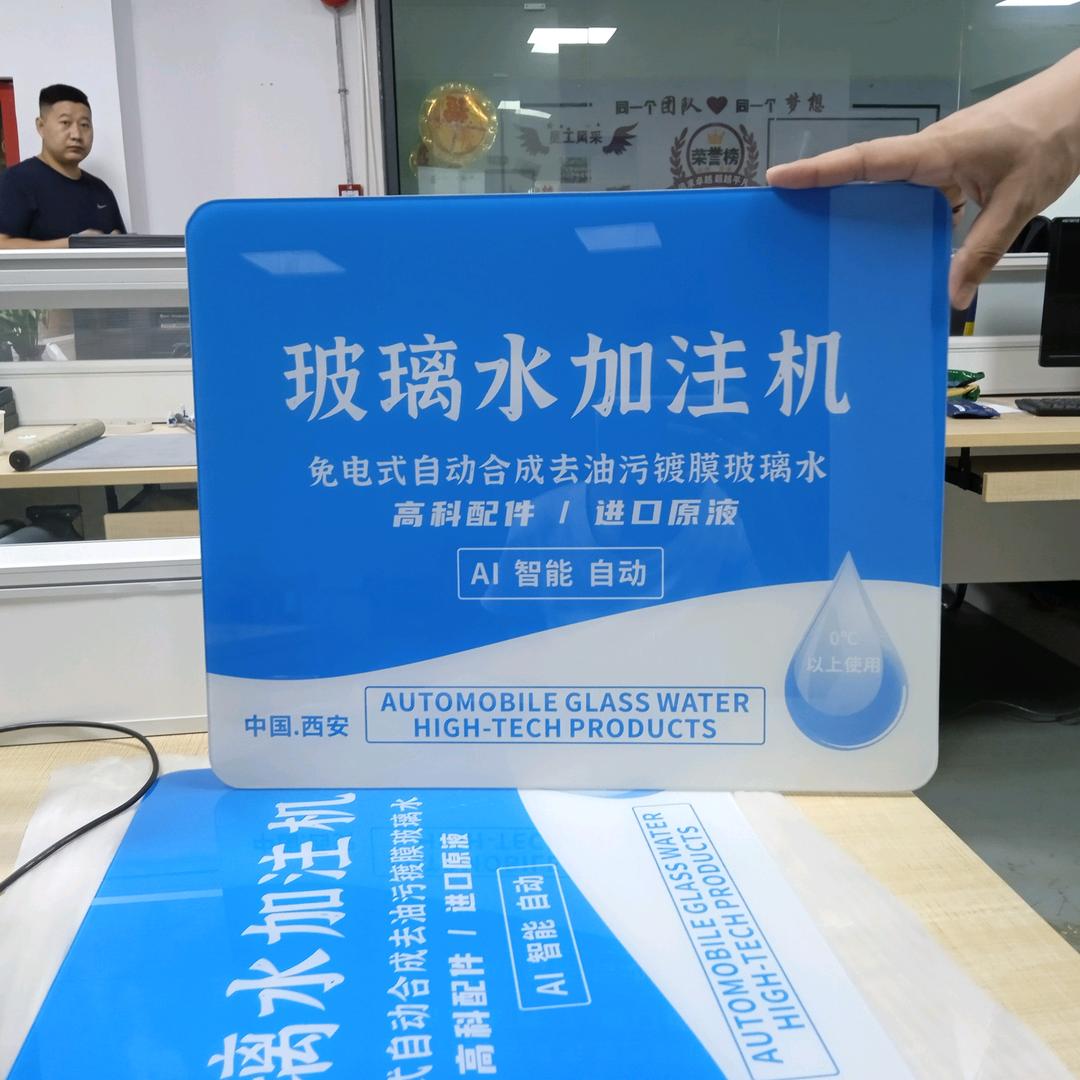 同一个团队 同一个梦想
员工风采
荣誉榜
玻璃水加注机
免电式自动合成去油污镀膜玻璃水
高科配件 / 进口原液
AI 智能 自动
0℃
以上使用
中国.西安
AUTOMOBILE GLASS WATER
HIGH-TECH PRODUCTS
璃水加注机
式自动合成去油污镀膜玻璃水
高科配件 / 进口原液
AI 智能 自动
AUTOMOBILE GLASS WATER
HIGH-TECH PRODUCTS